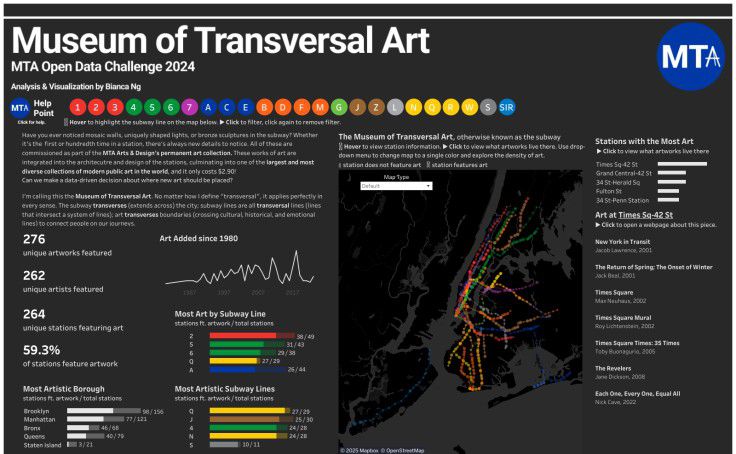 Museum of Transversal Art
MTA Open Data Challenge 2024
Analysis & Visualization by Bianca Ng
MTA
MTA
Help
Point
Click for help.
1 2 3 4 5 6 7 A C E B D F M G J Z L N Q R W S SIR
Hover to highlight the subway line on the map below. ▶ Click to filter, click again to remove filter.
Have you ever noticed mosaic walls, uniquely shaped lights, or bronze sculptures in the subway? Whether
it's the first or hundredth time in a station, there's always new details to notice. All of these are
commissioned as part of the MTA Arts & Design's permanent art collection. These works of art are
integrated into the architecutre and design of the stations, culminating into one of the largest and most
diverse collections of modern public art in the world, and it only costs $2.90!
Can we make a data-driven decision about where new art should be placed?
I'm calling this the Museum of Transversal Art. No matter how I define "transversal", it applies perfectly in
every sense. The subway transverses (extends across) the city; subway lines are all transversal lines (lines
that intersect a system of lines); art transverses boundaries (crossing cultural, historical, and emotional
lines) to connect people on our journeys.
276
unique artworks featured
262
unique artists featured
264
unique stations featuring art
59.3%
of stations feature artwork
Art Added since 1980
1987 1997 2007 2017
Most Art by Subway Line
stations ft. artwork / total stations
2 38 / 49
5 31 / 43
6 29 / 38
Q 27 / 29
A 26 / 44
Most Artistic Borough
stations ft. artwork / total stations
Brooklyn 98 / 156
Manhattan 77 / 121
Bronx 46 / 68
Queens 40 / 79
Staten Island 3 / 21
Most Artistic Subway Lines
stations ft. artwork / total stations
Q 27 / 29
J 25 / 30
4 24 / 28
N 24 / 28
S 10 / 11
The Museum of Transversal Art, otherwise known as the subway
Hover to view station information. ▶ Click to view what artworks live there. Use drop-
down menu to change map to a single color and explore the density of art.
station does not feature art station features art
Map Type
Default
© 2025 Mapbox © OpenStreetMap
Stations with the Most Art
▶ Click to view what artworks live there
Times Sq-42 St
Grand Central-42 St
34 St-Herald Sq
Fulton St
34 St-Penn Station
Art at Times Sq-42 St
▶ Click to open a webpage about this piece.
New York in Transit
Jacob Lawrence, 2001
The Return of Spring; The Onset of Winter
Jack Beal, 2001
Times Square
Max Neuhaus, 2002
Times Square Mural
Roy Lichtenstein, 2002
Times Square Times: 35 Times
Toby Buonagurio, 2005
The Revelers
Jane Dickson, 2008
Each One, Every One, Equal All
Nick Cave, 2022